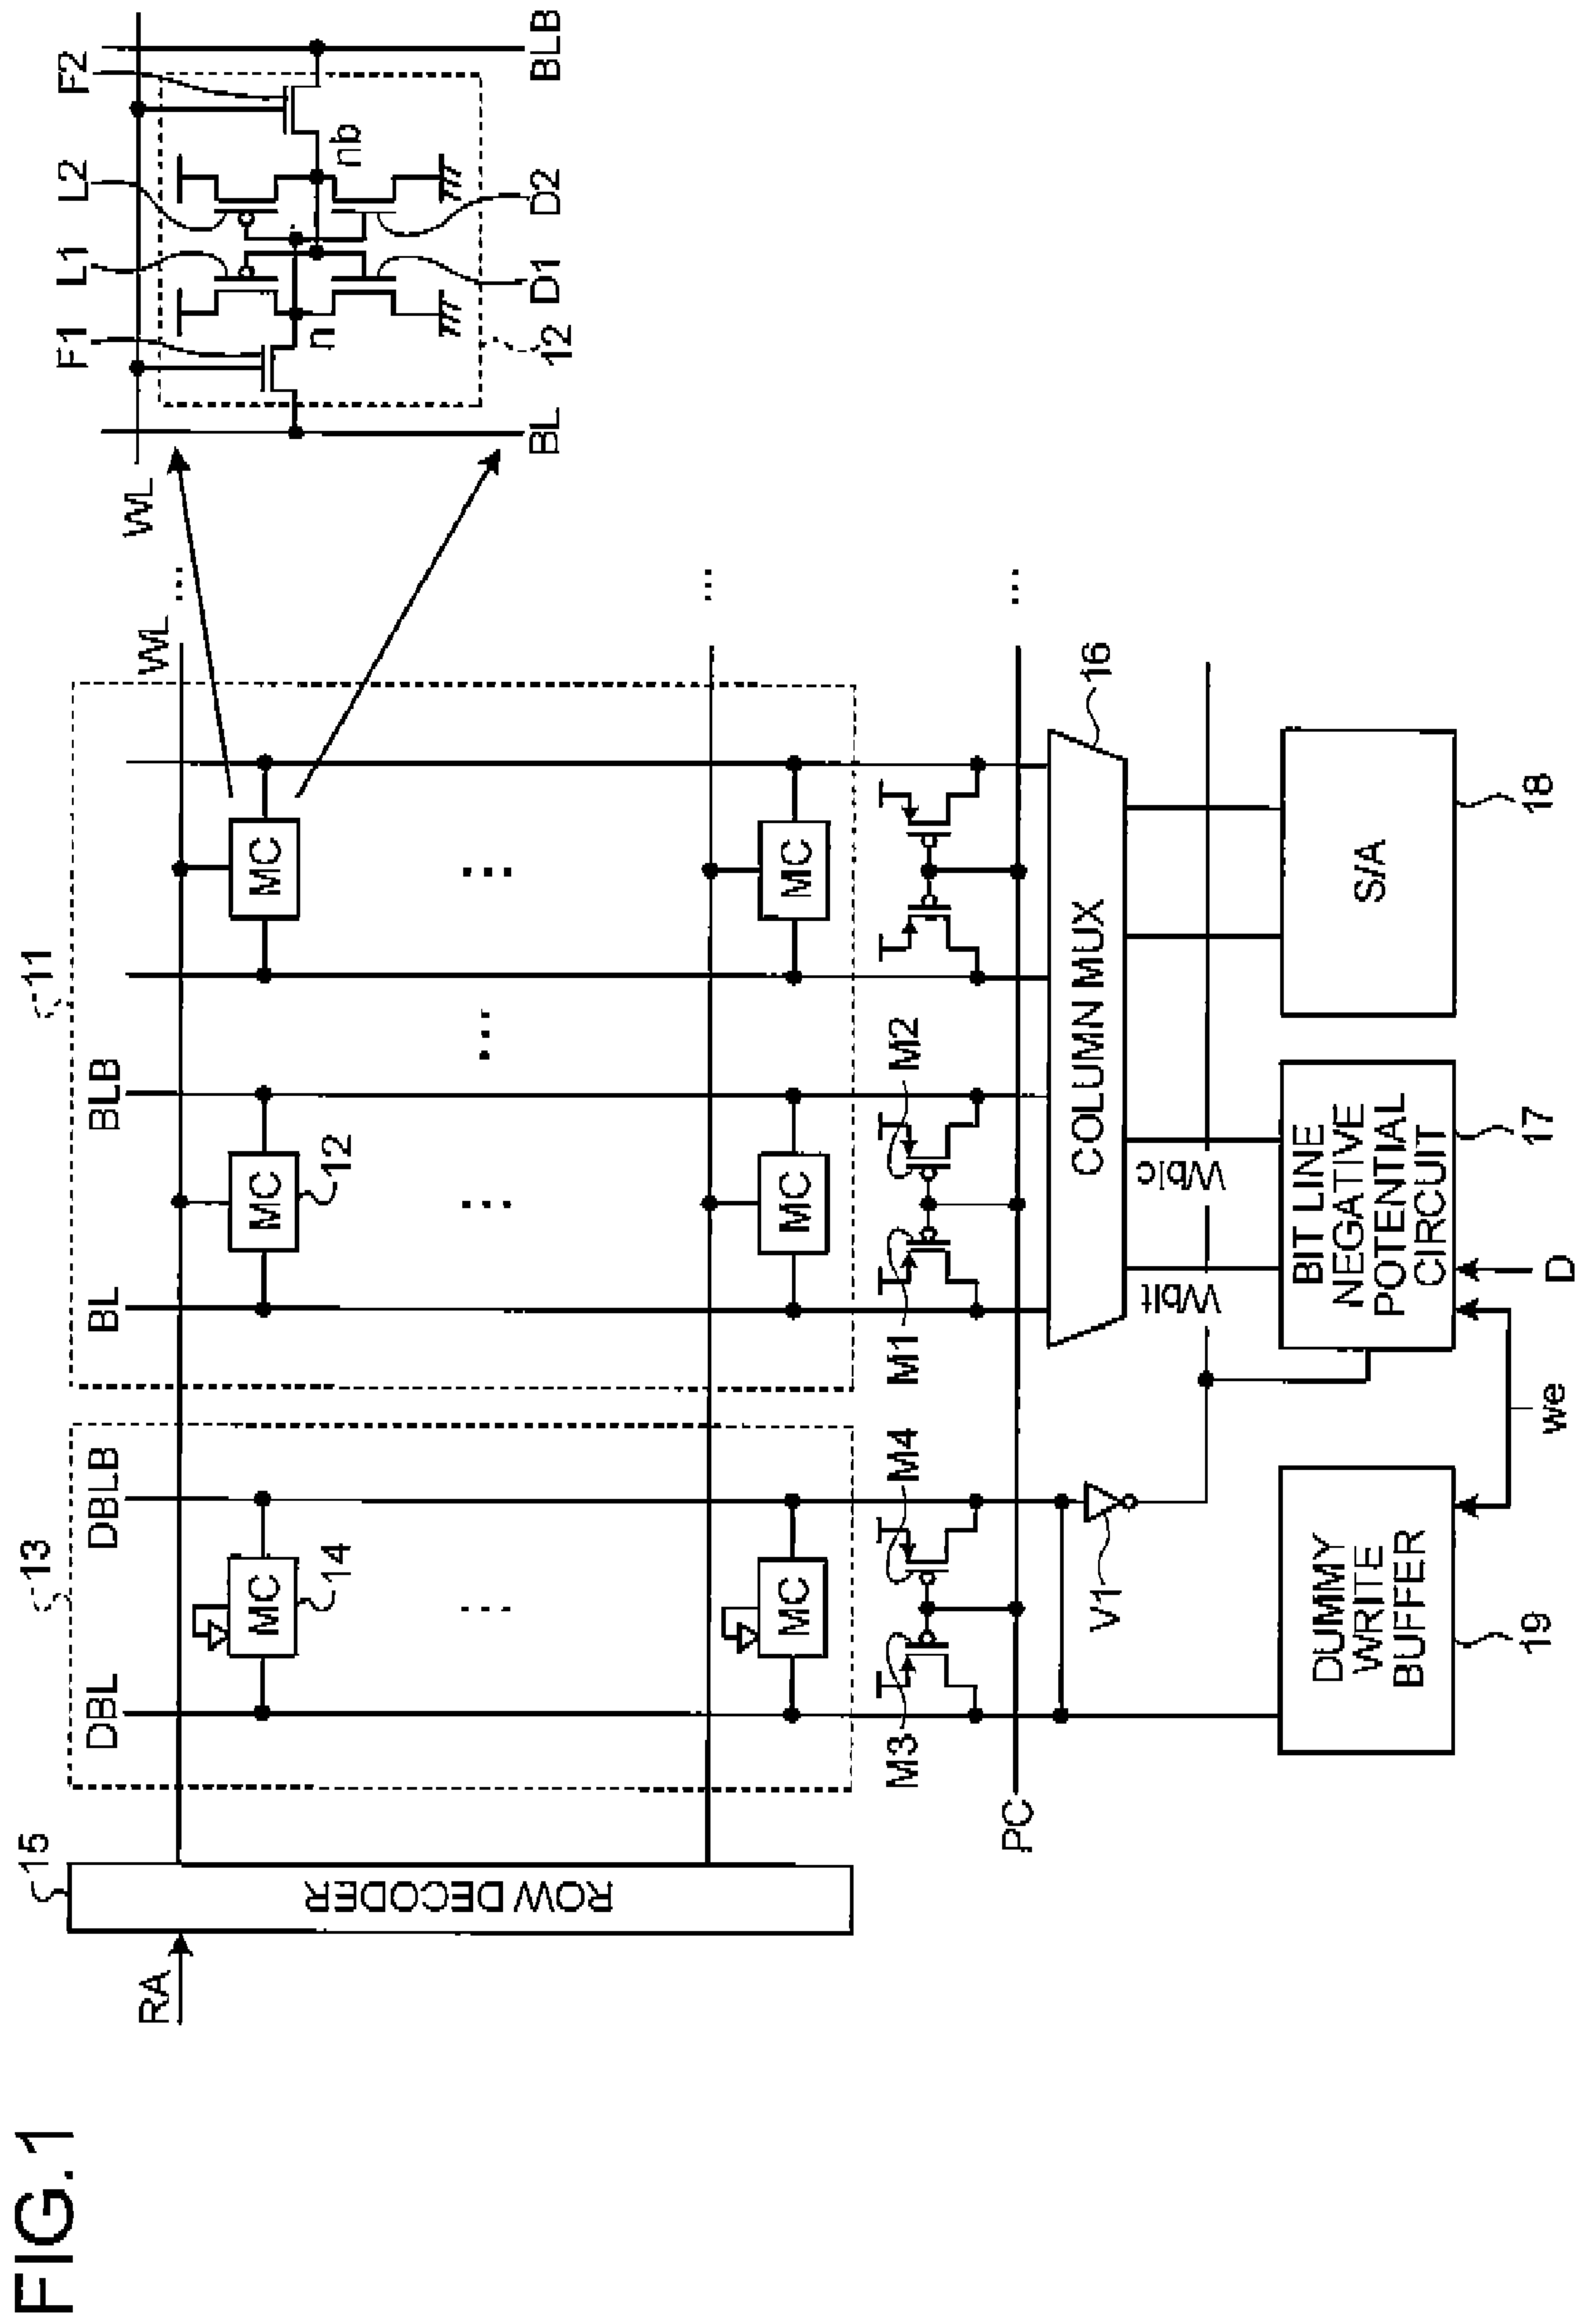 FIG.1
RA
15
ROW DECODER
13
DBL
DBLB
MC
14
MC
11
BL
BLB
WL
MC
12
MC
MC
MC
...
...
...
...
...
...
...
M3
M4
M1
M2
PC
V1
COLUMN MUX
16
Wblt
Wblc
DUMMY
WRITE
BUFFER
19
we
BIT LINE
NEGATIVE
POTENTIAL
CIRCUIT
17
D
S/A
18
WL
F1
L1
L2
F2
n
nb
BL
12
D1
D2
BLB